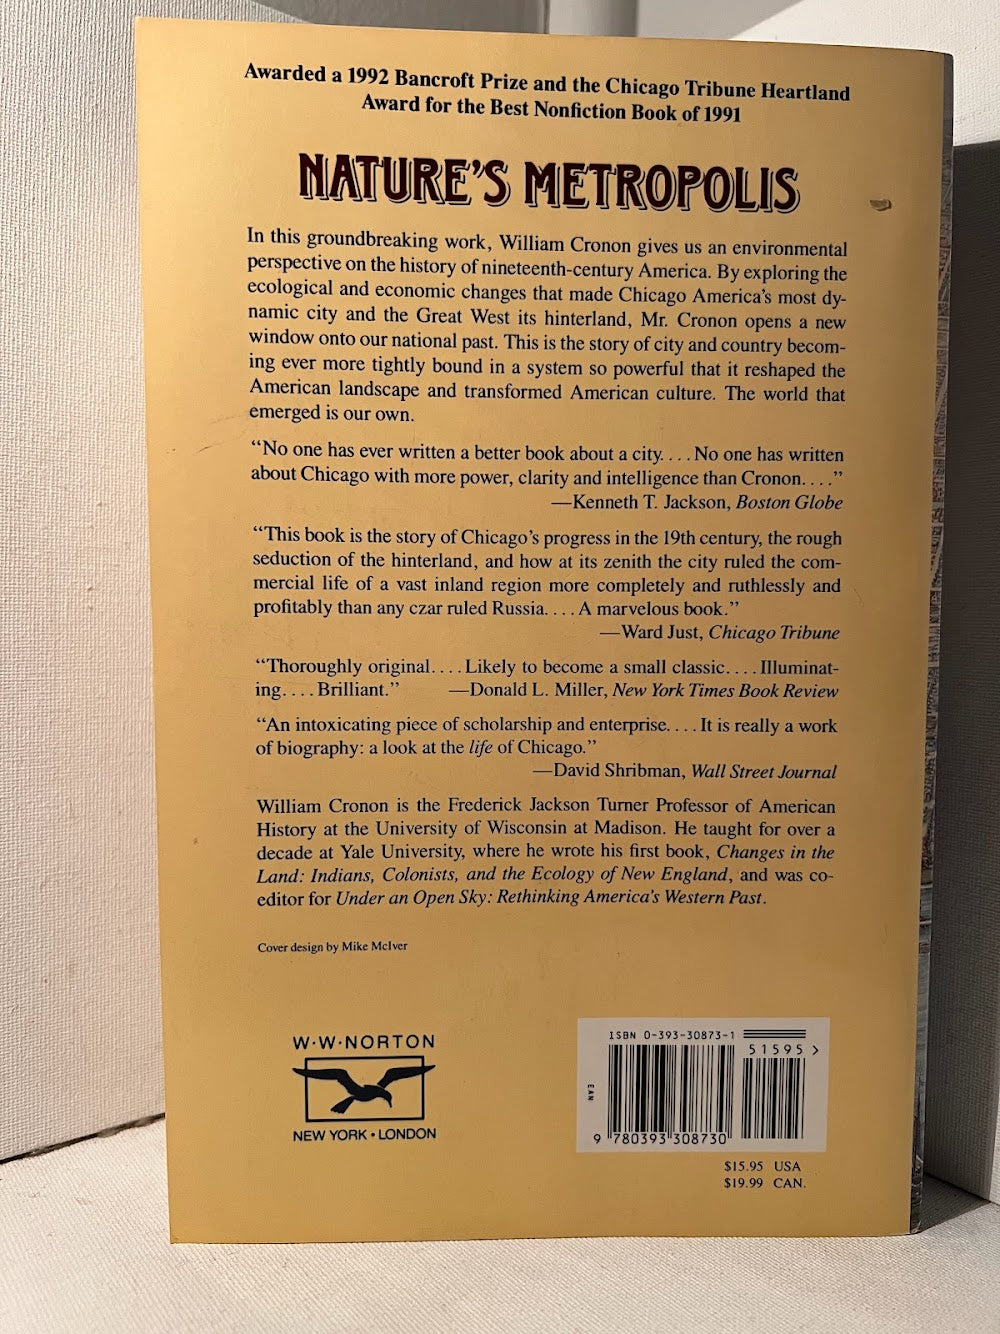 Awarded a 1992 Bancroft Prize and the Chicago Tribune Heartland
Award for the Best Nonfiction Book of 1991
NATURE'S METROPOLIS
In this groundbreaking work, William Cronon gives us an environmental
perspective on the history of nineteenth-century America. By exploring the
ecological and economic changes that made Chicago America's most dy-
namic city and the Great West its hinterland, Mr. Cronon opens a new
window onto our national past. This is the story of city and country becom-
ing ever more tightly bound in a system so powerful that it reshaped the
American landscape and transformed American culture. The world that
emerged is our own.
“No one has ever written a better book about a city. . . . No one has written
about Chicago with more power, clarity and intelligence than Cronon. . . .”
—Kenneth T. Jackson, Boston Globe
“This book is the story of Chicago's progress in the 19th century, the rough
seduction of the hinterland, and how at its zenith the city ruled the com-
mercial life of a vast inland region more completely and ruthlessly and
profitably than any czar ruled Russia. . . . A marvelous book.”
—Ward Just, Chicago Tribune
“Thoroughly original. . . . Likely to become a small classic. . . . Illuminat-
ing. . . . Brilliant.” —Donald L. Miller, New York Times Book Review
“An intoxicating piece of scholarship and enterprise. . . . It is really a work
of biography: a look at the life of Chicago.”
—David Shribman, Wall Street Journal
William Cronon is the Frederick Jackson Turner Professor of American
History at the University of Wisconsin at Madison. He taught for over a
decade at Yale University, where he wrote his first book, Changes in the
Land: Indians, Colonists, and the Ecology of New England, and was co-
editor for Under an Open Sky: Rethinking America's Western Past.
Cover design by Mike McIver
W·W·NORTON
NEW YORK • LONDON
ISBN 0-393-30873-1
51595 >
EAN
9 780393 308730
$15.95 USA
$19.99 CAN.